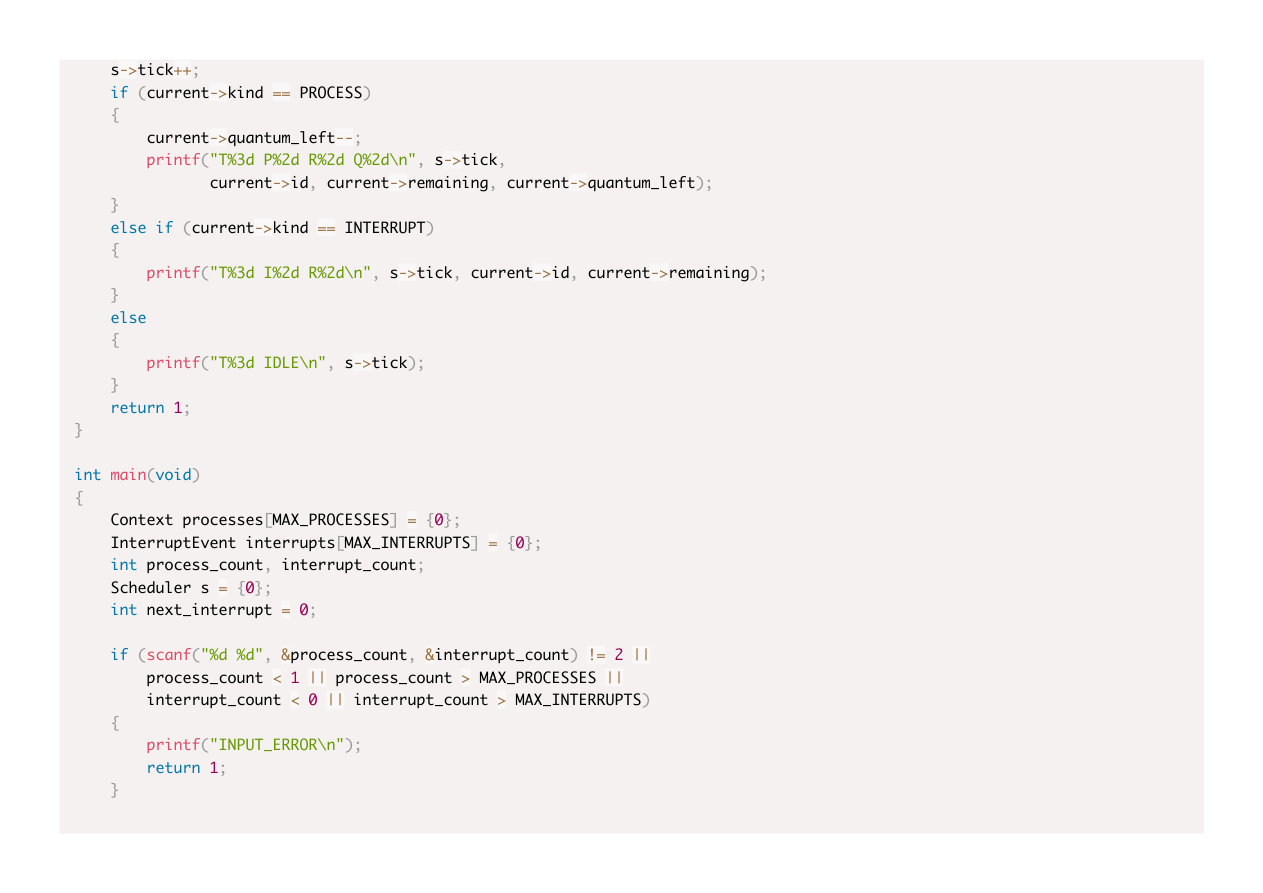 s->tick++;
    if (current->kind == PROCESS)
    {
        current->quantum_left--;
        printf("T%3d P%2d R%2d Q%2d\n", s->tick,
               current->id, current->remaining, current->quantum_left);
    }
    else if (current->kind == INTERRUPT)
    {
        printf("T%3d I%2d R%2d\n", s->tick, current->id, current->remaining);
    }
    else
    {
        printf("T%3d IDLE\n", s->tick);
    }
    return 1;
}

int main(void)
{
    Context processes[MAX_PROCESSES] = {0};
    InterruptEvent interrupts[MAX_INTERRUPTS] = {0};
    int process_count, interrupt_count;
    Scheduler s = {0};
    int next_interrupt = 0;

    if (scanf("%d %d", &process_count, &interrupt_count) != 2 ||
        process_count < 1 || process_count > MAX_PROCESSES ||
        interrupt_count < 0 || interrupt_count > MAX_INTERRUPTS)
    {
        printf("INPUT_ERROR\n");
        return 1;
    }